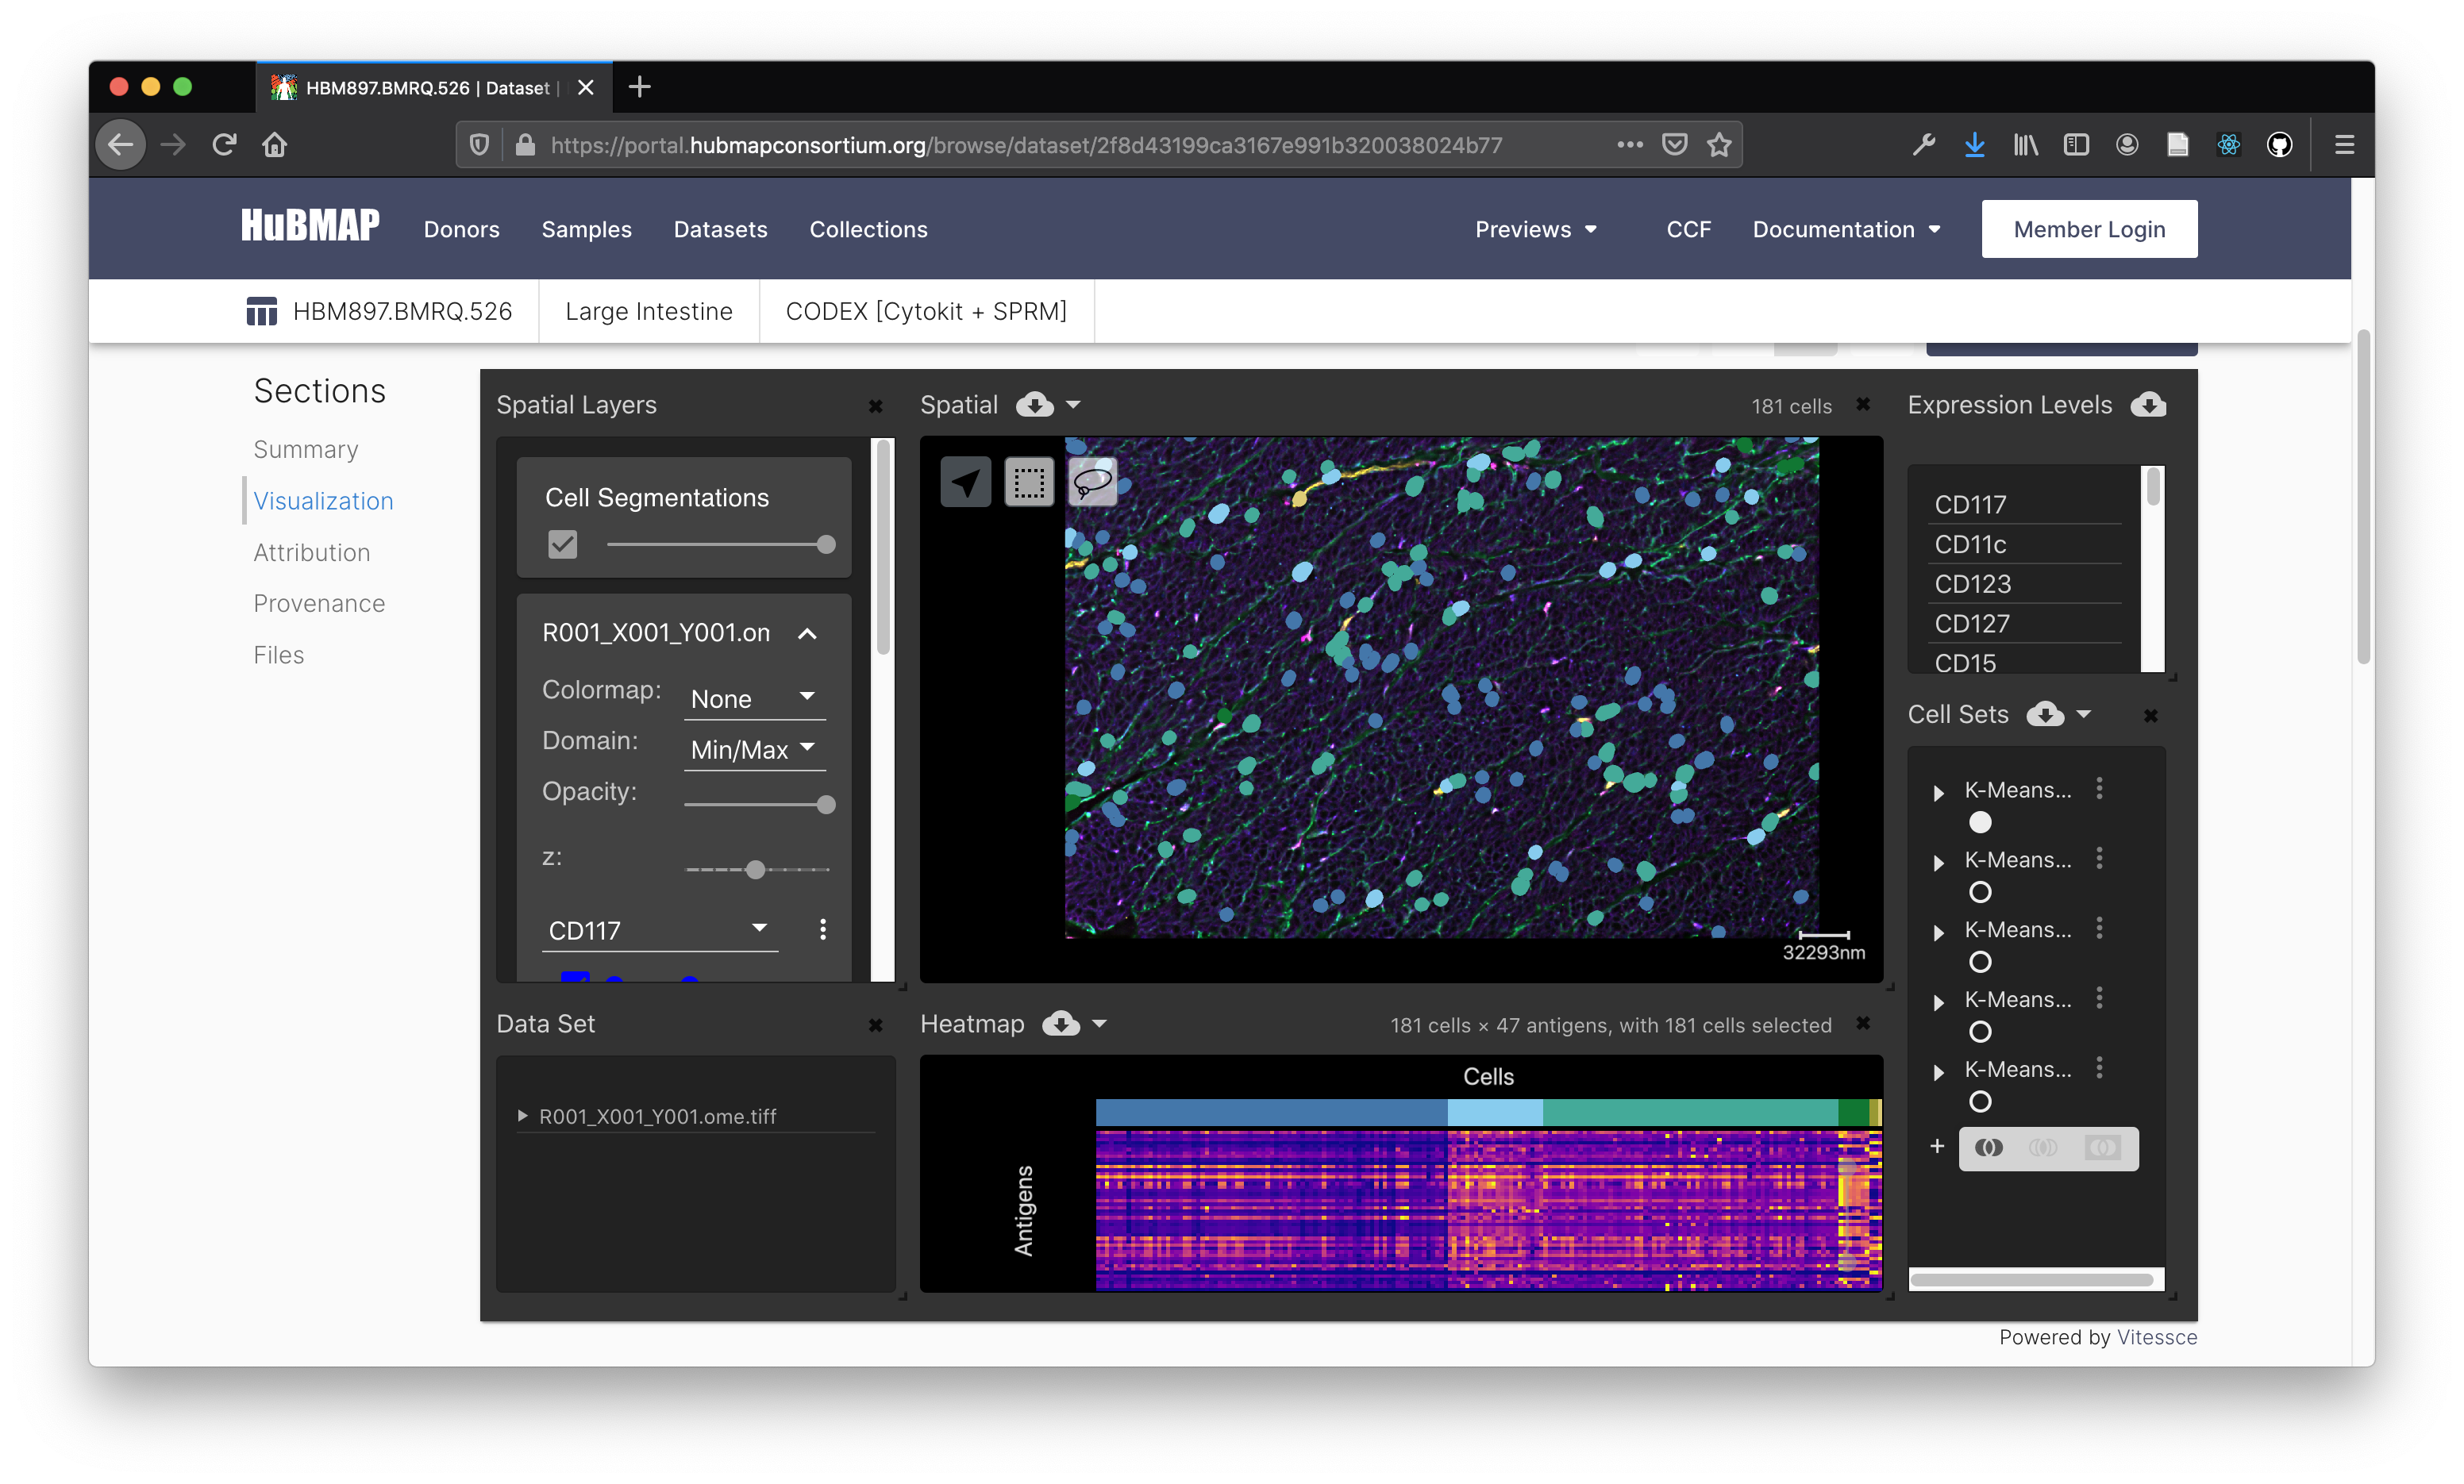 HBM897.BMRQ.526 | Dataset |
https://portal.hubmapconsortium.org/browse/dataset/2f8d43199ca3167e991b320038024b77
HuBMAP Donors Samples Datasets Collections Previews CCF Documentation Member Login
HBM897.BMRQ.526 Large Intestine CODEX [Cytokit + SPRM]
Sections
Summary
Visualization
Attribution
Provenance
Files
Spatial Layers
Cell Segmentations
R001_X001_Y001.on
Colormap: None
Domain: Min/Max
Opacity:
z:
CD117
Data Set
R001_X001_Y001.ome.tiff
Spatial 181 cells
32293nm
Heatmap 181 cells × 47 antigens, with 181 cells selected
Cells
Antigens
Expression Levels
CD117
CD11c
CD123
CD127
CD15
Cell Sets
K-Means...
K-Means...
K-Means...
K-Means...
K-Means...
+
Powered by Vitessce